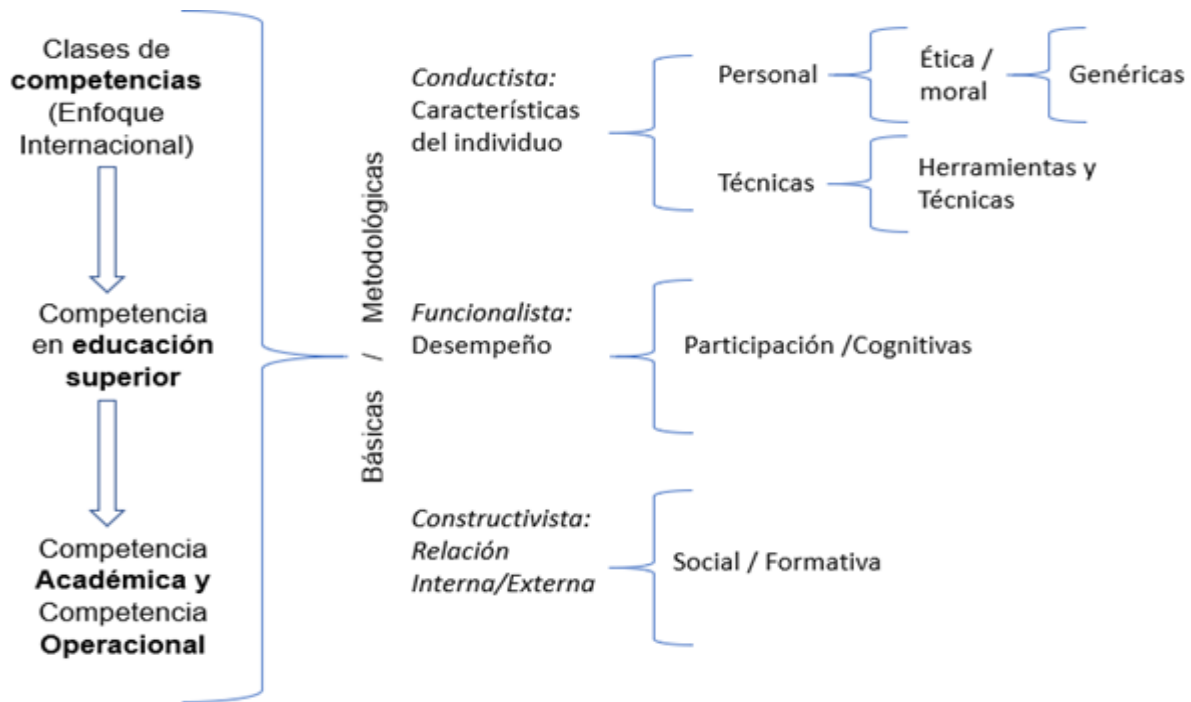 Clases de
competencias
(Enfoque
Internacional)
Competencia
en educación
superior
Competencia
Académica y
Competencia
Operacional
Básicas / Metodológicas
Conductista:
Características
del individuo
Personal
Ética /
moral
Genéricas
Técnicas
Herramientas y
Técnicas
Funcionalista:
Desempeño
Participación /Cognitivas
Constructivista:
Relación
Interna/Externa
Social / Formativa